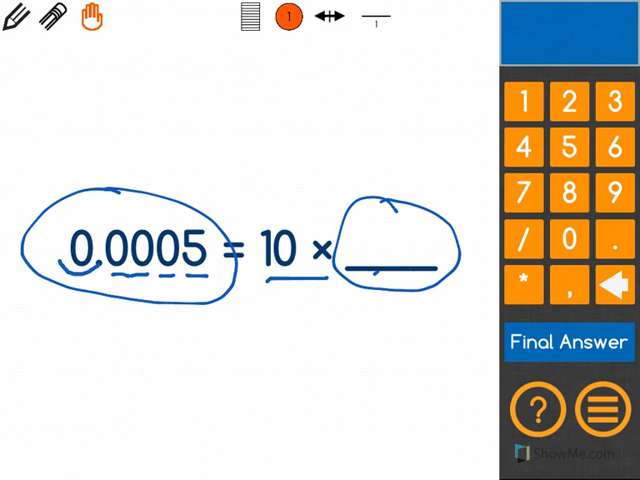 1
1
0.0005 = 10 × ____
1 2 3
4 5 6
7 8 9
/ 0 .
* ,
Final Answer
?
ShowMe.com